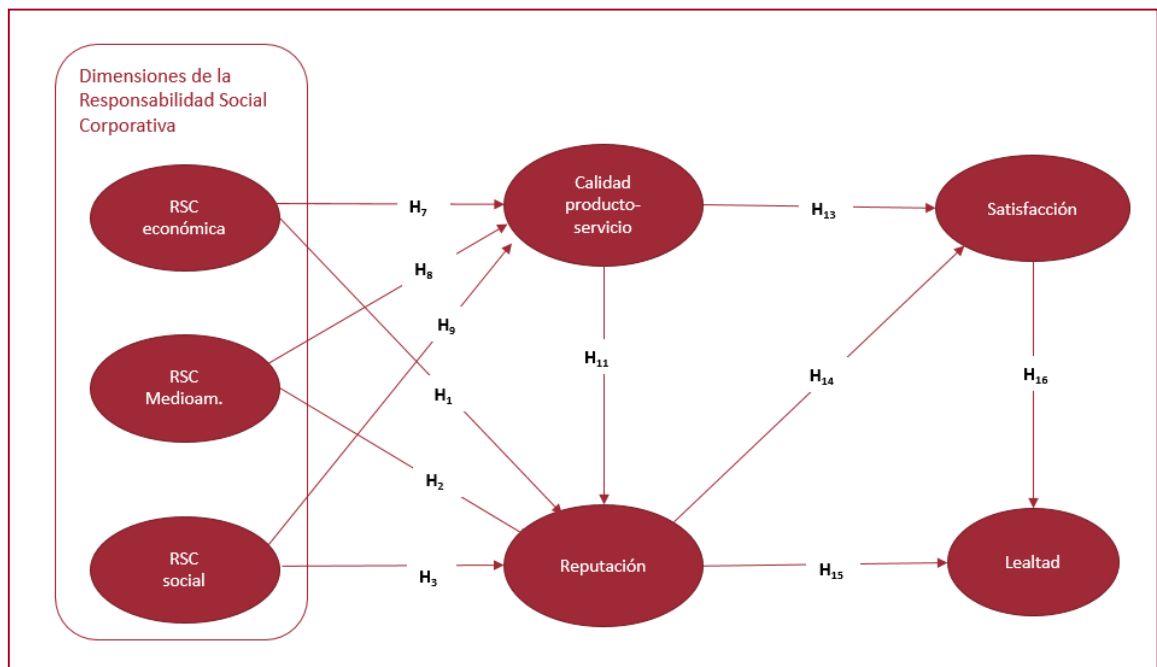 Dimensiones de la
Responsabilidad Social
Corporativa
RSC
económica
RSC
Medioam.
RSC
social
H7
H8
H9
H1
H2
H3
Calidad
producto-
servicio
H11
Reputación
H13
H14
H15
Satisfacción
H16
Lealtad